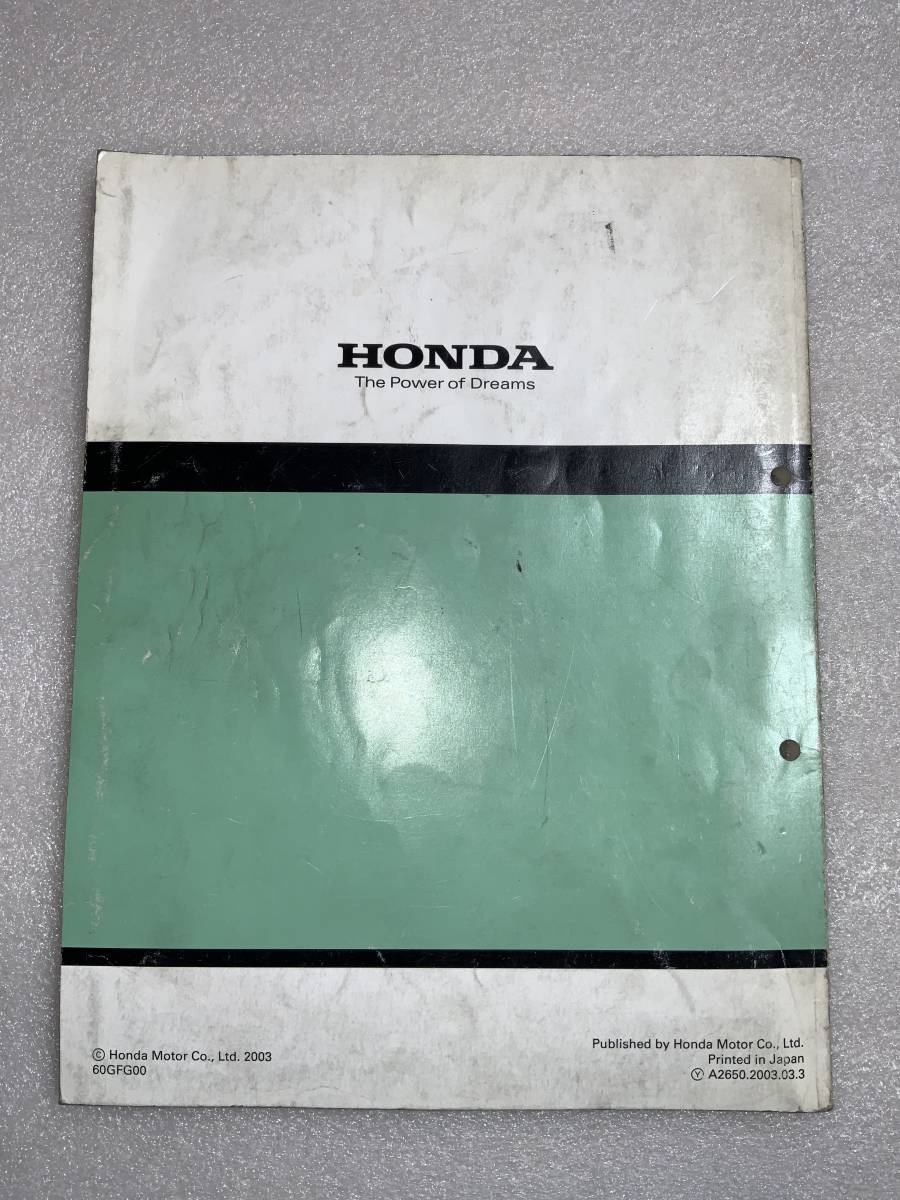 HONDA
The Power of Dreams
© Honda Motor Co., Ltd. 2003
60GFG00
Published by Honda Motor Co., Ltd.
Printed in Japan
Ⓨ A2650.2003.03.3